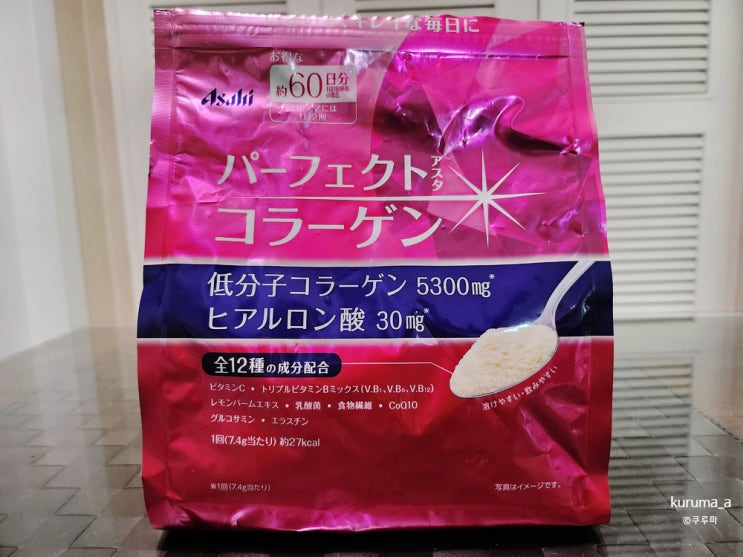 キレイな毎日に
お得な
約60日分
Asahi
パーフェクト
アスタ
コラーゲン
低分子コラーゲン 5300㎎*
ヒアルロン酸 30㎎*
全12種の成分配合
ビタミンC ・ トリプルビタミンBミックス(V.B₁、V.B₆、V.B₁₂)
レモンバームエキス ・ 乳酸菌 ・ 食物繊維 ・ CoQ10
グルコサミン ・ エラスチン
溶けやすい・飲みやすい
1回(7.4g当たり) 約27kcal
※1回(7.4g当たり)
写真はイメージです。
kuruma_a
©쿠루마